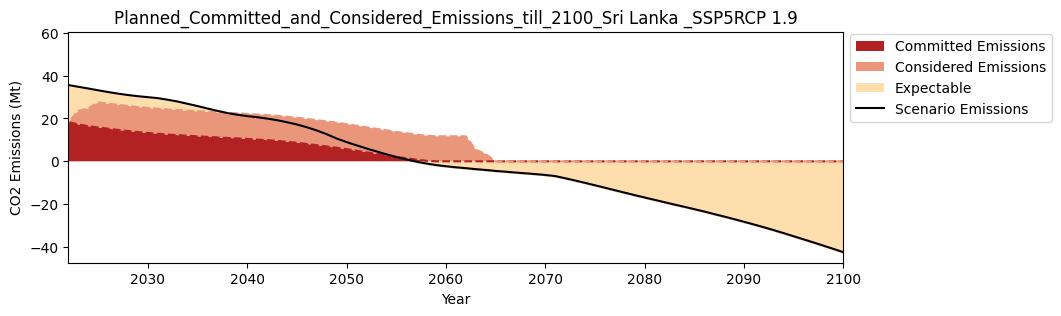 Planned_Committed_and_Considered_Emissions_till_2100_Sri Lanka _SSP5RCP 1.9
60
40
20
0
−20
−40
CO2 Emissions (Mt)
2030
2040
2050
2060
2070
2080
2090
2100
Year
Committed Emissions
Considered Emissions
Expectable
Scenario Emissions